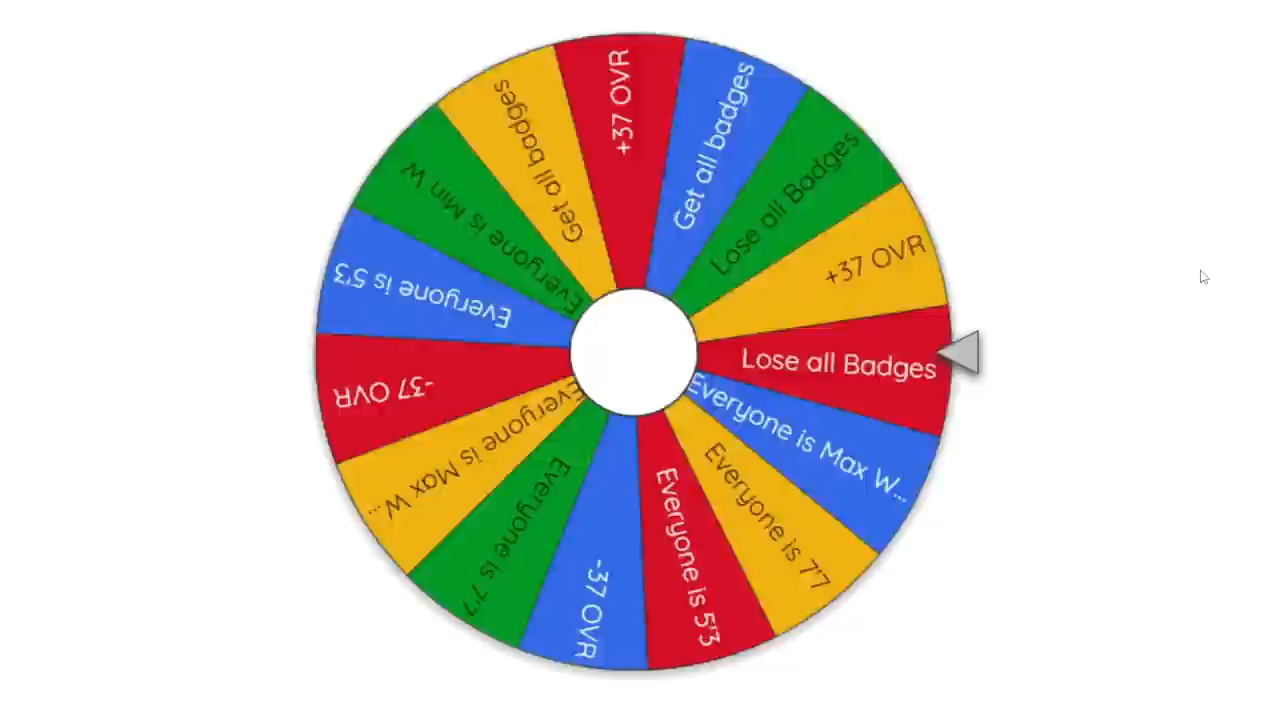 +37 OVR
Get all badges
Lose all Badges
+37 OVR
Lose all Badges
Everyone is Max W...
Everyone is 7'7
Everyone is 5'3
-37 OVR
Everyone is 7'7
Everyone is Max W...
-37 OVR
Everyone is 5'3
Everyone is Min W
Get all badges